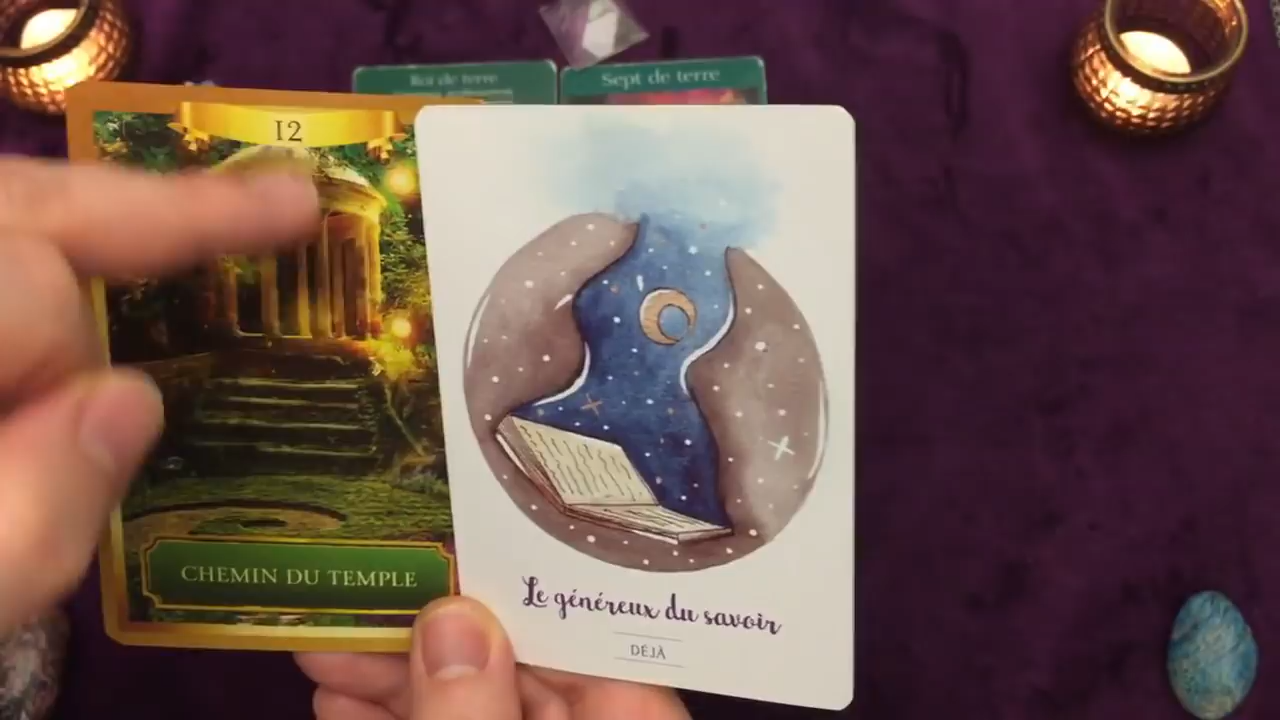 Roi de terre
Sept de terre
12
CHEMIN DU TEMPLE
Le généreux du savoir
DÉJÀ